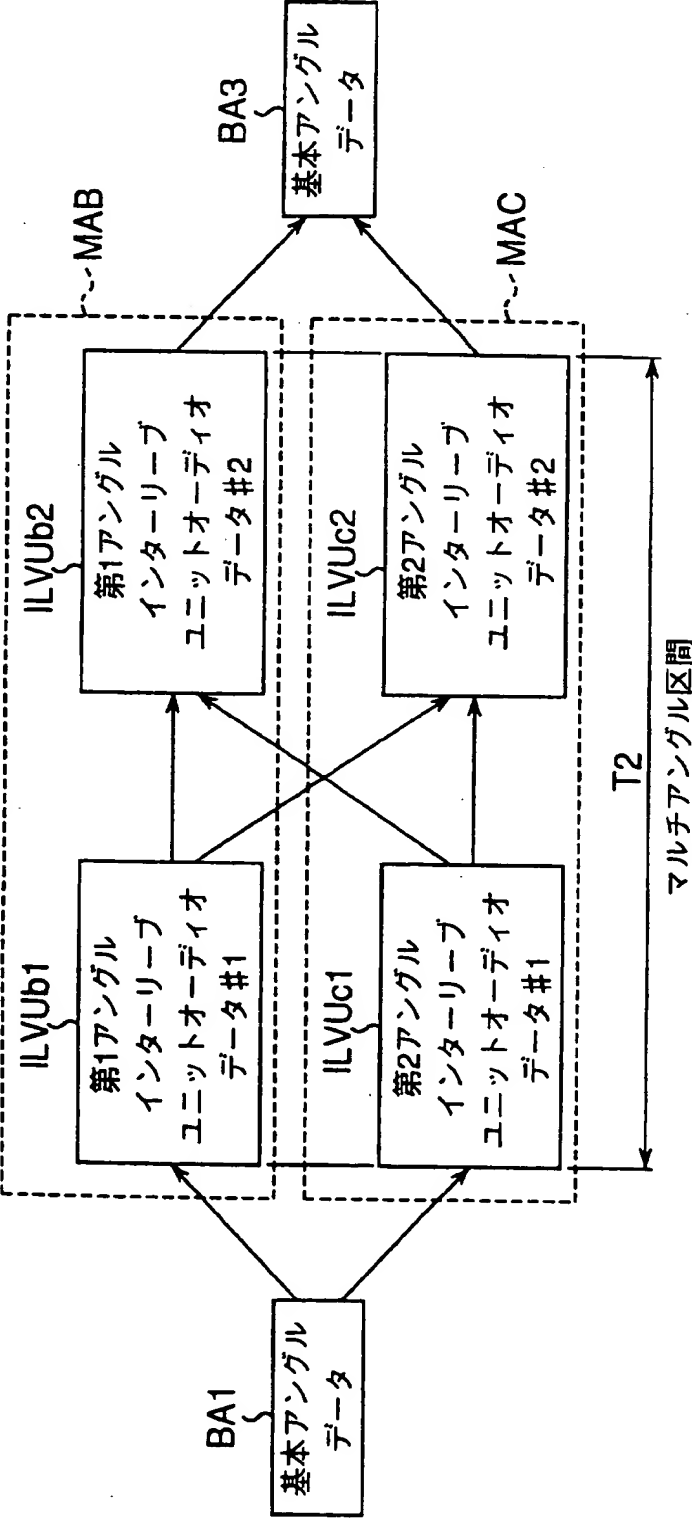 MAB
ILVUb1
第1アングル
インターリーブ
ユニットオーディオ
データ#1
ILVUb2
第1アングル
インターリーブ
ユニットオーディオ
データ#2
BA1
基本アングル
データ
BA3
基本アングル
データ
MAC
ILVUc1
第2アングル
インターリーブ
ユニットオーディオ
データ#1
ILVUc2
第2アングル
インターリーブ
ユニットオーディオ
データ#2
T2
マルチアングル区間